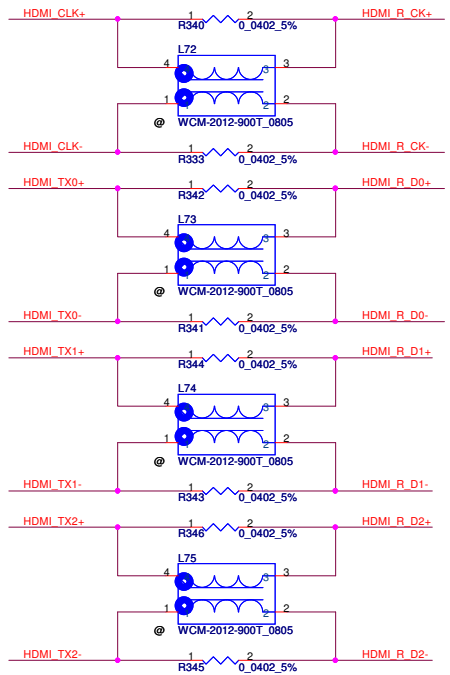 HDMI_CLK+ 1 2 HDMI_R_CK+
R340 0_0402_5%
L72
4 3 3
1 2 2
@ WCM-2012-900T_0805
HDMI_CLK- 1 2 HDMI_R_CK-
R333 0_0402_5%
HDMI_TX0+ 1 2 HDMI_R_D0+
R342 0_0402_5%
L73
4 3 3
1 2 2
@ WCM-2012-900T_0805
HDMI_TX0- 1 2 HDMI_R_D0-
R341 0_0402_5%
HDMI_TX1+ 1 2 HDMI_R_D1+
R344 0_0402_5%
L74
4 3 3
1 2 2
@ WCM-2012-900T_0805
HDMI_TX1- 1 2 HDMI_R_D1-
R343 0_0402_5%
HDMI_TX2+ 1 2 HDMI_R_D2+
R346 0_0402_5%
L75
4 3 3
1 2 2
@ WCM-2012-900T_0805
HDMI_TX2- 1 2 HDMI_R_D2-
R345 0_0402_5%